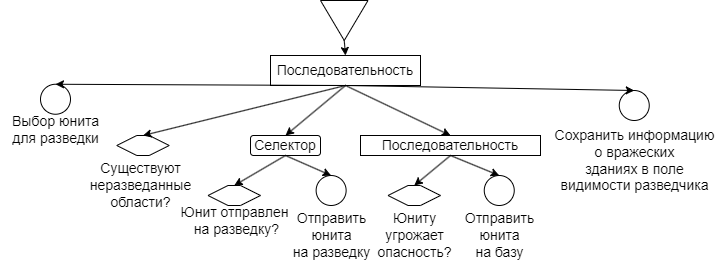 Последовательность
Выбор юнита
для разведки
Существуют
неразведанные
области?
Селектор
Юнит отправлен
на разведку?
Отправить
юнита
на разведку
Последовательность
Юниту
угрожает
опасность?
Отправить
юнита
на базу
Сохранить информацию
о вражеских
зданиях в поле
видимости разведчика